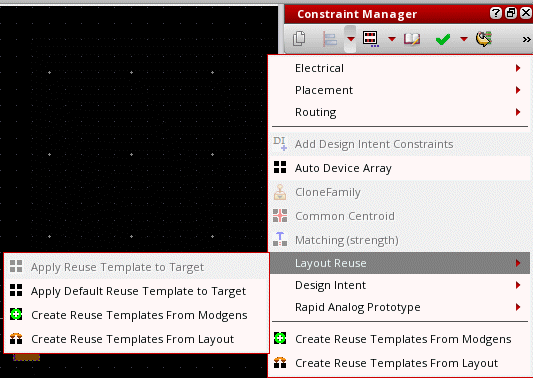 Constraint Manager
Electrical
Placement
Routing
DI
Add Design Intent Constraints
Auto Device Array
CloneFamily
Common Centroid
Matching (strength)
Layout Reuse
Design Intent
Rapid Analog Prototype
Create Reuse Templates From Modgens
Create Reuse Templates From Layout
Apply Reuse Template to Target
Apply Default Reuse Template to Target
Create Reuse Templates From Modgens
Create Reuse Templates From Layout